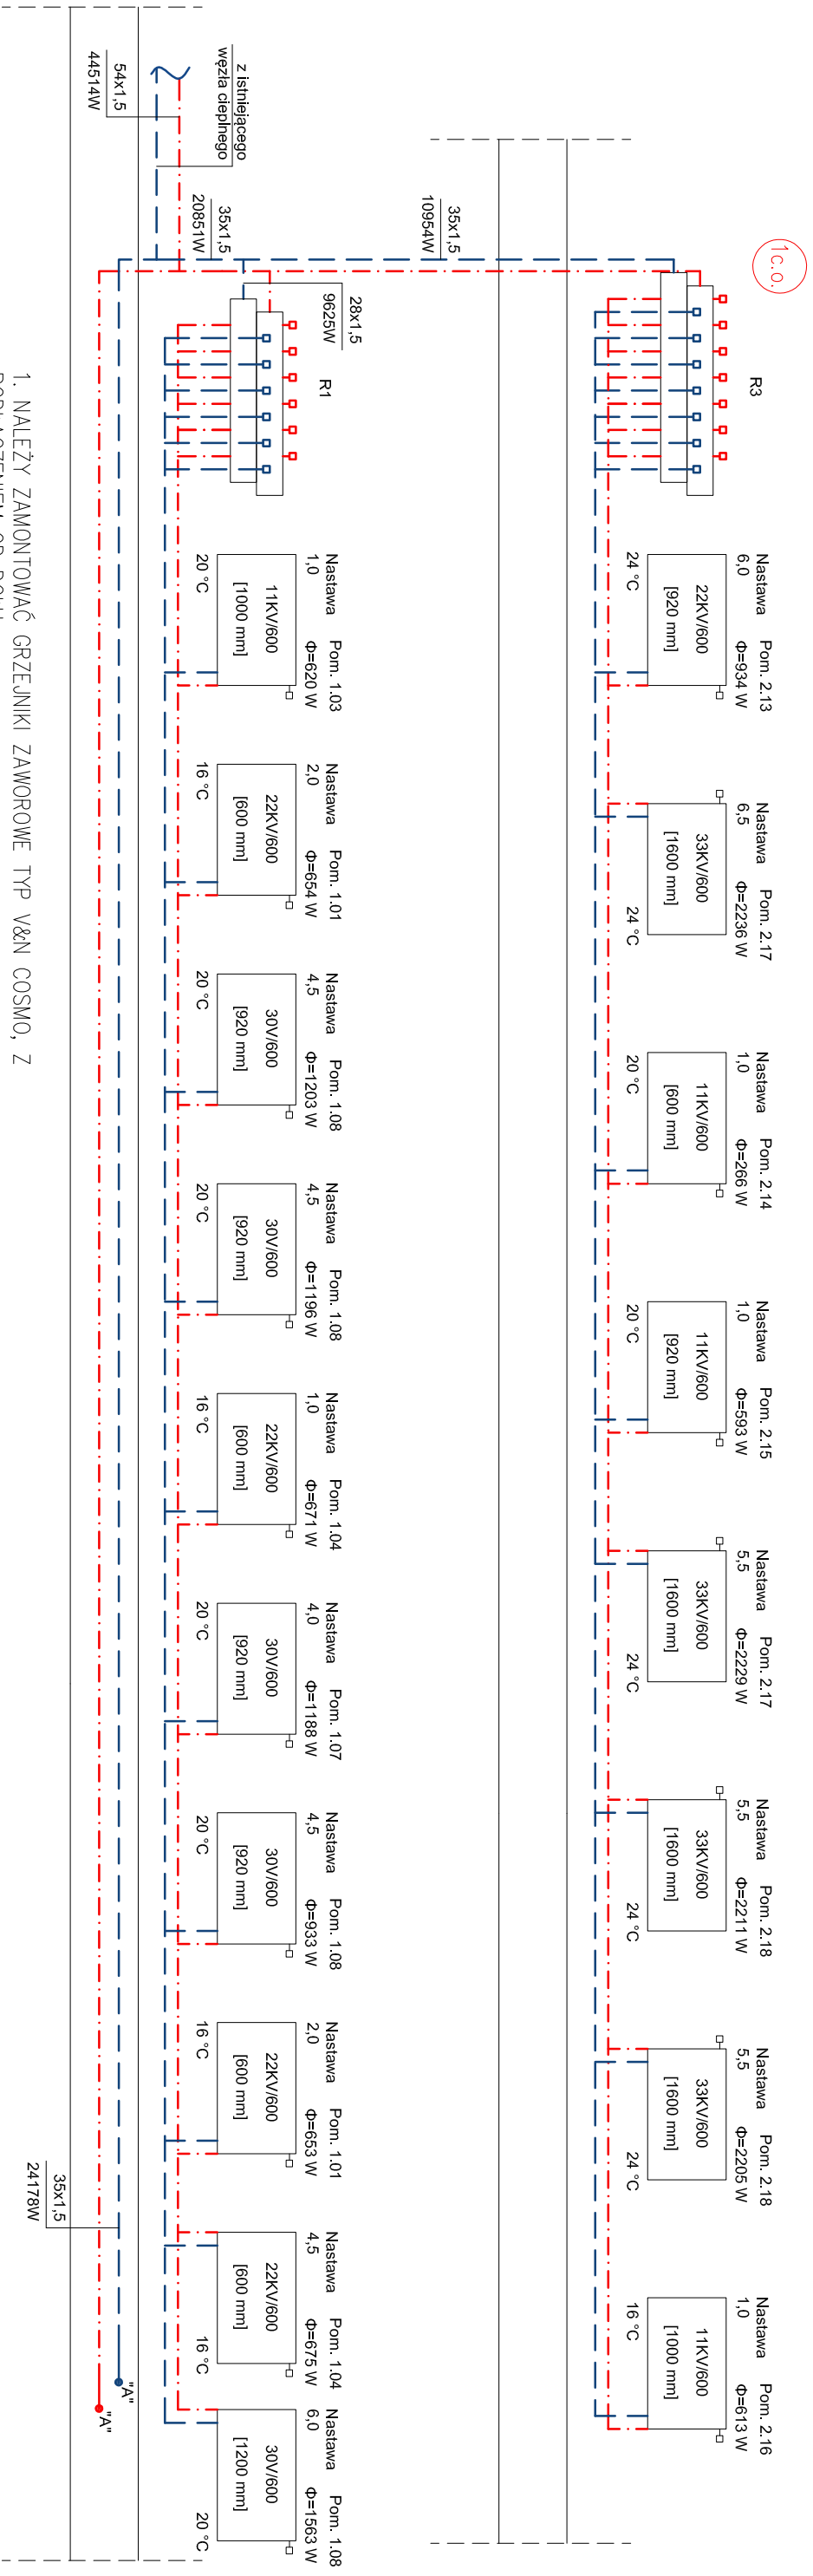 1c.o.
R3
35x1,5
10954W
z istniejącego
węzła cieplnego
54x1,5
44514W
35x1,5
20851W
28x1,5
9625W
R1
Nastawa Pom. 2.13
6,0 Φ=934 W
22KV/600
[920 mm]
24 °C
Nastawa Pom. 2.17
6,5 Φ=2236 W
33KV/600
[1600 mm]
24 °C
Nastawa Pom. 2.14
1,0 Φ=266 W
11KV/600
[600 mm]
20 °C
Nastawa Pom. 2.15
1,0 Φ=593 W
11KV/600
[920 mm]
20 °C
Nastawa Pom. 2.17
5,5 Φ=2229 W
33KV/600
[1600 mm]
24 °C
Nastawa Pom. 2.18
5,5 Φ=2211 W
33KV/600
[1600 mm]
24 °C
Nastawa Pom. 2.18
5,5 Φ=2205 W
33KV/600
[1600 mm]
24 °C
Nastawa Pom. 2.16
1,0 Φ=613 W
11KV/600
[1000 mm]
16 °C
Nastawa Pom. 1.03
1,0 Φ=620 W
11KV/600
[1000 mm]
20 °C
Nastawa Pom. 1.01
2,0 Φ=654 W
22KV/600
[600 mm]
16 °C
Nastawa Pom. 1.08
4,5 Φ=1203 W
30V/600
[920 mm]
20 °C
Nastawa Pom. 1.08
4,5 Φ=1196 W
30V/600
[920 mm]
20 °C
Nastawa Pom. 1.04
1,0 Φ=671 W
22KV/600
[600 mm]
16 °C
Nastawa Pom. 1.07
4,0 Φ=1188 W
30V/600
[920 mm]
20 °C
Nastawa Pom. 1.08
4,5 Φ=933 W
30V/600
[920 mm]
20 °C
Nastawa Pom. 1.01
2,0 Φ=653 W
22KV/600
[600 mm]
16 °C
Nastawa Pom. 1.04
4,5 Φ=675 W
22KV/600
[600 mm]
16 °C
Nastawa Pom. 1.08
6,0 Φ=1563 W
30V/600
[1200 mm]
20 °C
"A"
"A"
35x1,5
24178W
1. NALEŻY ZAMONTOWAĆ GRZEJNIKI ZAWOROWE TYP V&N COSMO, Z